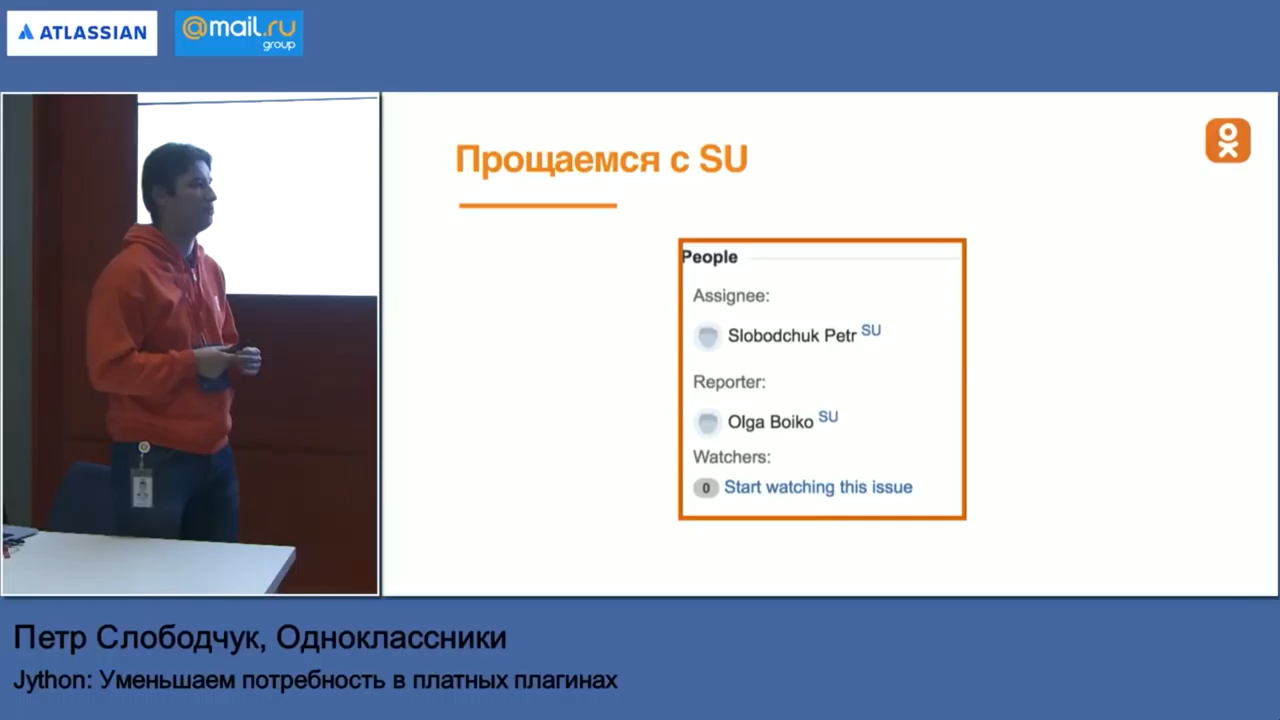 ATLASSIAN
@mail.ru
group
Прощаемся с SU
People
Assignee:
Slobodchuk Petr SU
Reporter:
Olga Boiko SU
Watchers:
0 Start watching this issue
Петр Слободчук, Одноклассники
Jython: Уменьшаем потребность в платных плагинах